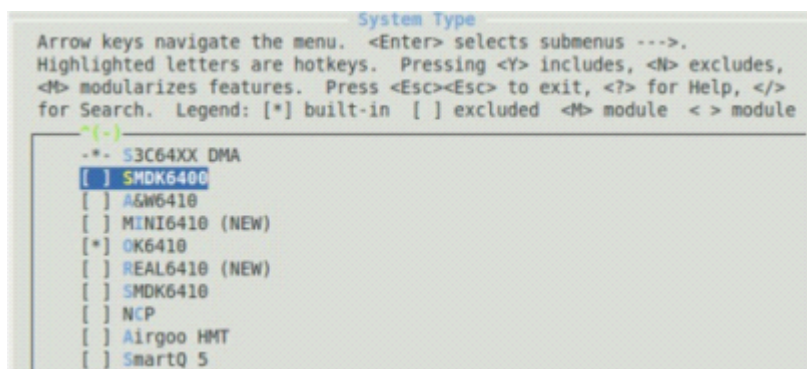 System Type
Arrow keys navigate the menu. <Enter> selects submenus --->.
Highlighted letters are hotkeys. Pressing <Y> includes, <N> excludes,
<M> modularizes features. Press <Esc><Esc> to exit, <?> for Help, </>
for Search. Legend: [*] built-in [ ] excluded <M> module < > module
^(-)
-*- S3C64XX DMA
[ ] SMDK6400
[ ] A&W6410
[ ] MINI6410 (NEW)
[*] OK6410
[ ] REAL6410 (NEW)
[ ] SMDK6410
[ ] NCP
[ ] Airgoo HMT
[ ] SmartQ 5